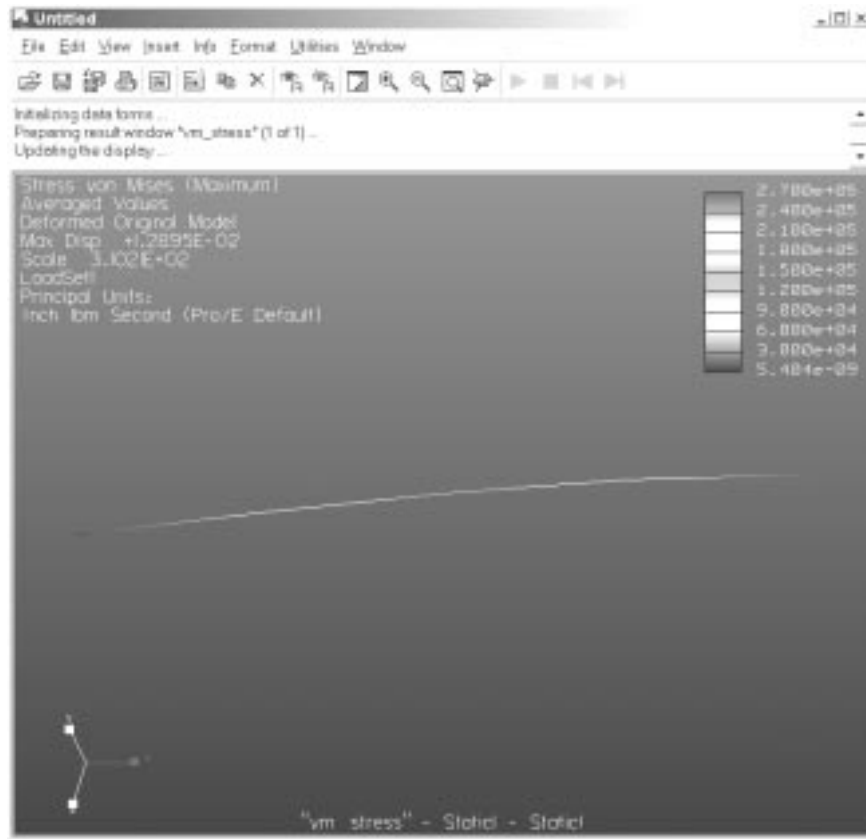 Untitled
File Edit View Insert Info Format Utilities Window
Initializing data forms ...
Preparing result window "vm_stress" (1 of 1) ...
Updating the display ...
Stress von Mises (Maximum)
Averaged Values
Deformed Original Model
Max Disp +1.2895E-02
Scale 3.1021E+02
LoadSet1
Principal Units:
Inch lbm Second (Pro/E Default)
2.700e+05
2.400e+05
2.100e+05
1.800e+05
1.500e+05
1.200e+05
9.000e+04
6.000e+04
3.000e+04
5.404e-09
"vm_stress" - Static1 - Static1